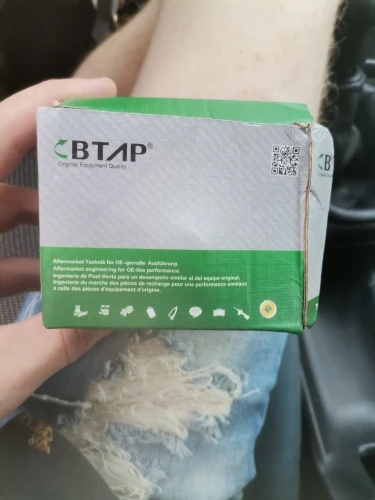 BTAP®
Original Equipment Quality
Aftermarket Technik für OE-gemäße Ausführung.
Aftermarket engineering for OE-like performance.
Ingeniería de Post-Venta para un desempeño similar al del equipo original.
Ingénierie du marché des pièces de rechange pour une performance similaire
à celle des pièces d'équipement d'origine.
BTAP